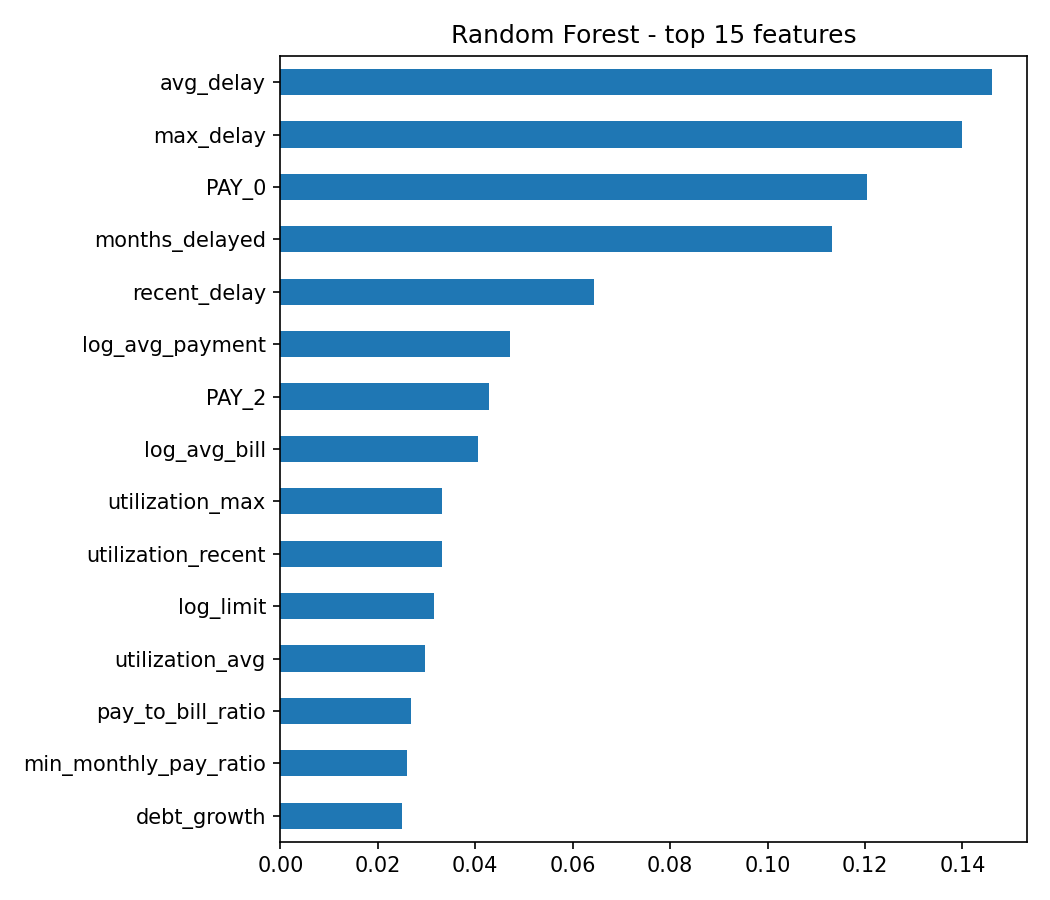 Random Forest - top 15 features
avg_delay
max_delay
PAY_0
months_delayed
recent_delay
log_avg_payment
PAY_2
log_avg_bill
utilization_max
utilization_recent
log_limit
utilization_avg
pay_to_bill_ratio
min_monthly_pay_ratio
debt_growth
0.00 0.02 0.04 0.06 0.08 0.10 0.12 0.14